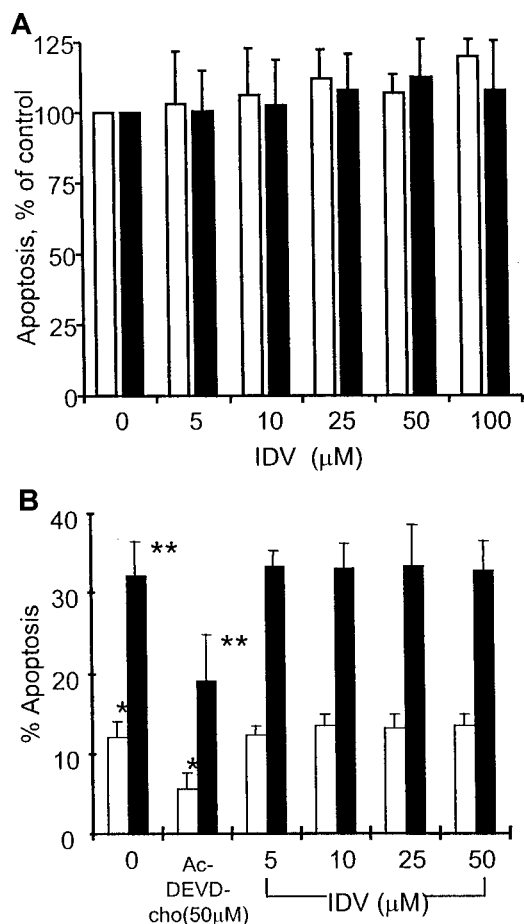 A
Apoptosis, % of control
125
100
75
50
25
0
0 5 10 25 50 100
IDV (μM)
B
% Apoptosis
40
30
20
10
0
**
*
**
*
0 Ac- 5 10 25 50
DEVD-
cho(50μM) IDV (μM)